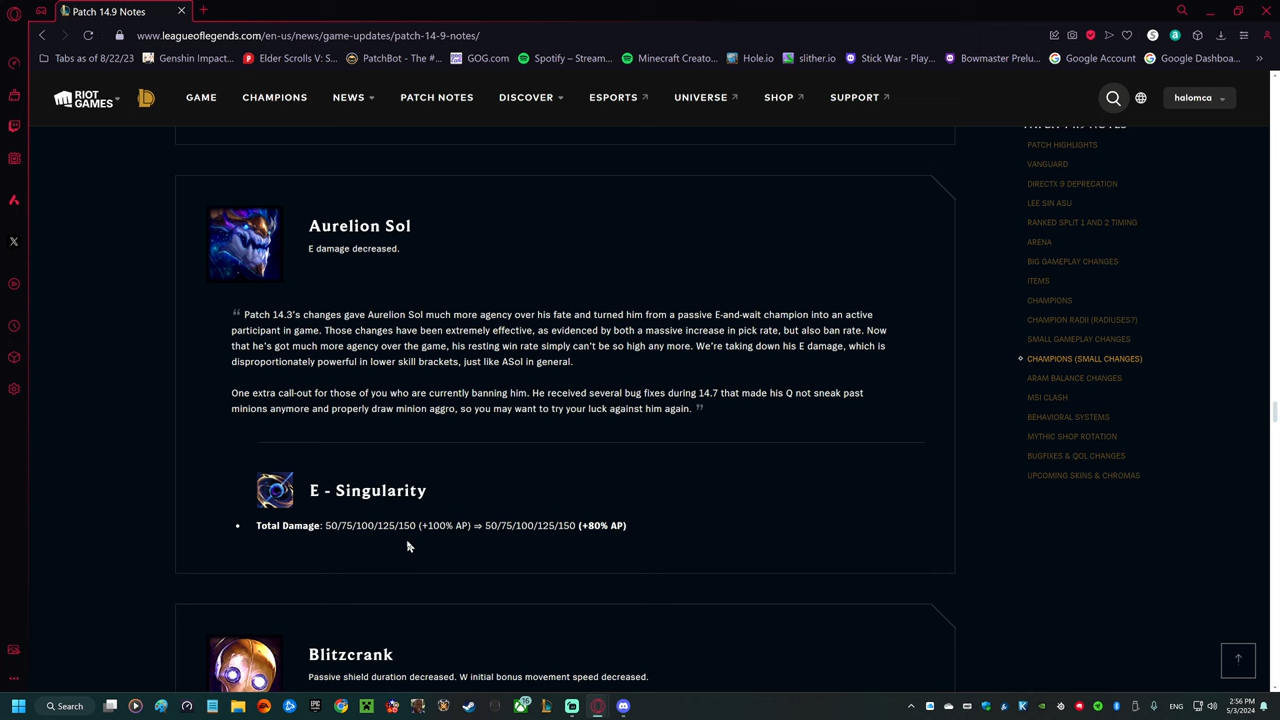 Patch 14.9 Notes
www.leagueoflegends.com/en-us/news/game-updates/patch-14-9-notes/
Tabs as of 8/22/23
Genshin Impact...
Elder Scrolls V: S...
PatchBot - The #...
GOG.com
Spotify – Stream...
Minecraft Creato...
Hole.io
slither.io
Stick War - Play...
Bowmaster Prelu...
Google Account
Google Dashboa...
RIOT GAMES
GAME
CHAMPIONS
NEWS
PATCH NOTES
DISCOVER
ESPORTS
UNIVERSE
SHOP
SUPPORT
halomca
PATCH 14.9 NOTES
PATCH HIGHLIGHTS
VANGUARD
DIRECTX 9 DEPRECATION
LEE SIN ASU
RANKED SPLIT 1 AND 2 TIMING
ARENA
BIG GAMEPLAY CHANGES
ITEMS
CHAMPIONS
CHAMPION RADII (RADIUSES?)
SMALL GAMEPLAY CHANGES
CHAMPIONS (SMALL CHANGES)
ARAM BALANCE CHANGES
MSI CLASH
BEHAVIORAL SYSTEMS
MYTHIC SHOP ROTATION
BUGFIXES & QOL CHANGES
UPCOMING SKINS & CHROMAS
Aurelion Sol
E damage decreased.
“ Patch 14.3’s changes gave Aurelion Sol much more agency over his fate and turned him from a passive E-and-wait champion into an active
participant in game. Those changes have been extremely effective, as evidenced by both a massive increase in pick rate, but also ban rate. Now
that he’s got much more agency over the game, his resting win rate simply can’t be so high any more. We’re taking down his E damage, which is
disproportionately powerful in lower skill brackets, just like ASol in general.
One extra call-out for those of you who are currently banning him. He received several bug fixes during 14.7 that made his Q not sneak past
minions anymore and properly draw minion aggro, so you may want to try your luck against him again. ”
E - Singularity
• Total Damage: 50/75/100/125/150 (+100% AP) ⇒ 50/75/100/125/150 (+80% AP)
Blitzcrank
Passive shield duration decreased. W initial bonus movement speed decreased.
Search
16
2:56 PM
5/3/2024